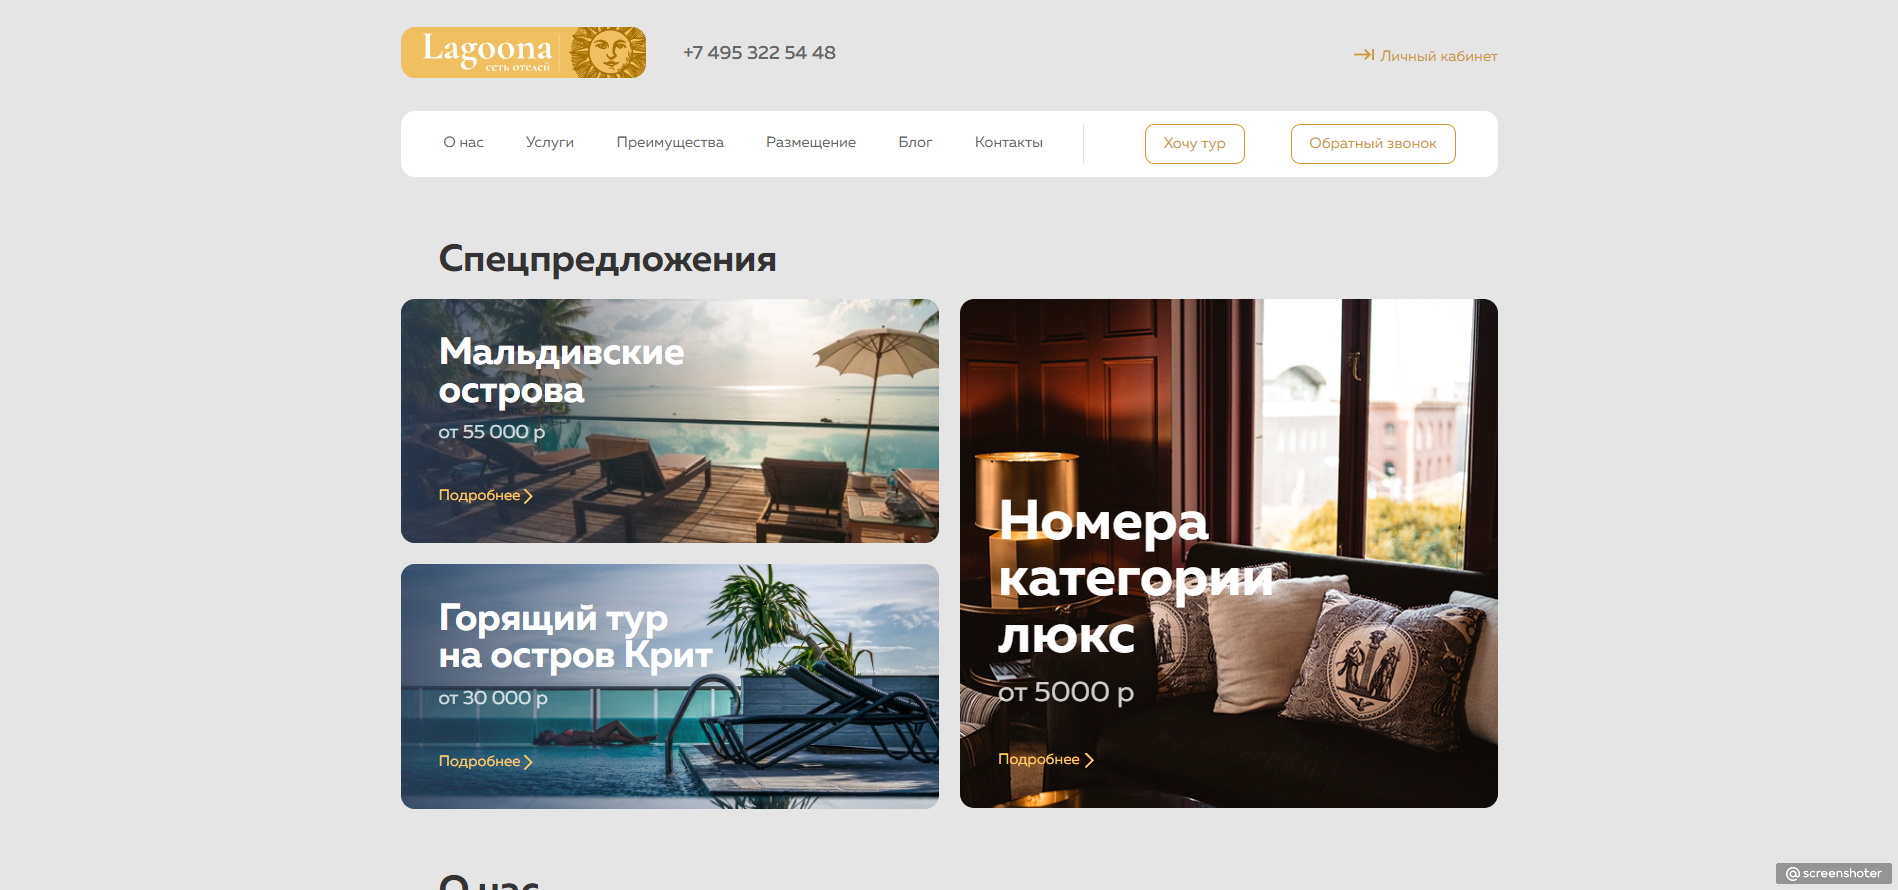 Lagoona
сеть отелей
+7 495 322 54 48
Личный кабинет
О нас
Услуги
Преимущества
Размещение
Блог
Контакты
Хочу тур
Обратный звонок
Спецпредложения
Мальдивские
острова
от 55 000 р
Подробнее
Горящий тур
на остров Крит
от 30 000 р
Подробнее
Номера
категории
люкс
от 5000 р
Подробнее
О нас
@screenshoter